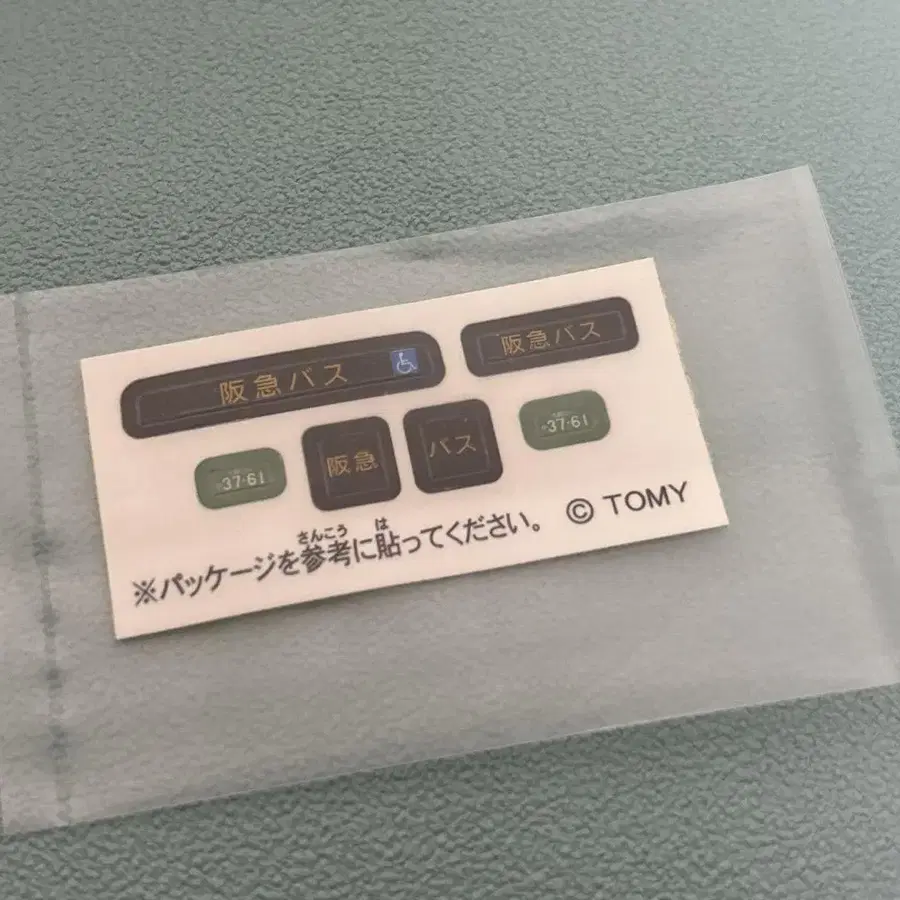 阪急バス
阪急バス
37-61
阪急
バス
37-61
※パッケージを参考に貼ってください。
さんこう は
© TOMY